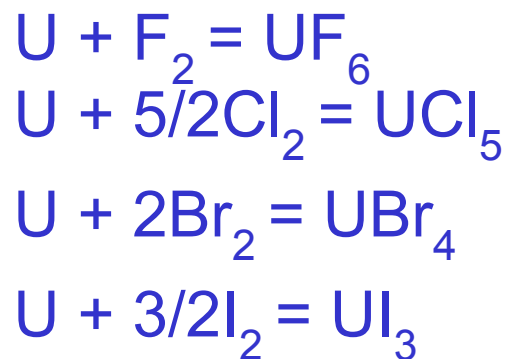 U + F₂ = UF₆
U + 5/2Cl₂ = UCl₅
U + 2Br₂ = UBr₄
U + 3/2I₂ = UI₃